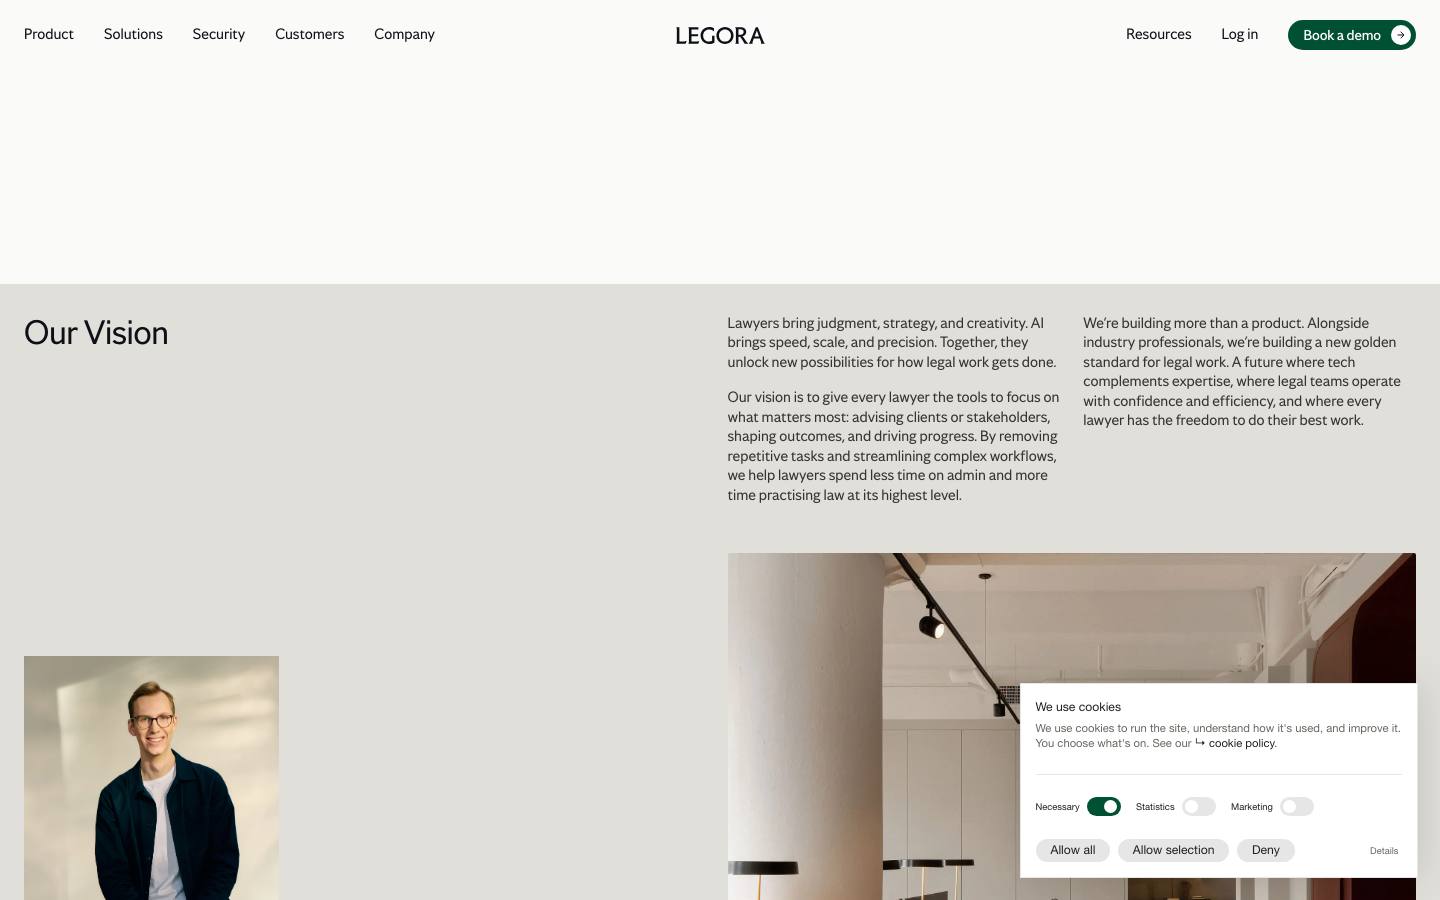 Product Solutions Security Customers Company
LEGORA
Resources Log in Book a demo
Our Vision
Lawyers bring judgment, strategy, and creativity. AI
brings speed, scale, and precision. Together, they
unlock new possibilities for how legal work gets done.
Our vision is to give every lawyer the tools to focus on
what matters most: advising clients or stakeholders,
shaping outcomes, and driving progress. By removing
repetitive tasks and streamlining complex workflows,
we help lawyers spend less time on admin and more
time practising law at its highest level.
We’re building more than a product. Alongside
industry professionals, we’re building a new golden
standard for legal work. A future where tech
complements expertise, where legal teams operate
with confidence and efficiency, and where every
lawyer has the freedom to do their best work.
We use cookies
We use cookies to run the site, understand how it's used, and improve it.
You choose what's on. See our ↳ cookie policy.
Necessary Statistics Marketing
Allow all Allow selection Deny Details